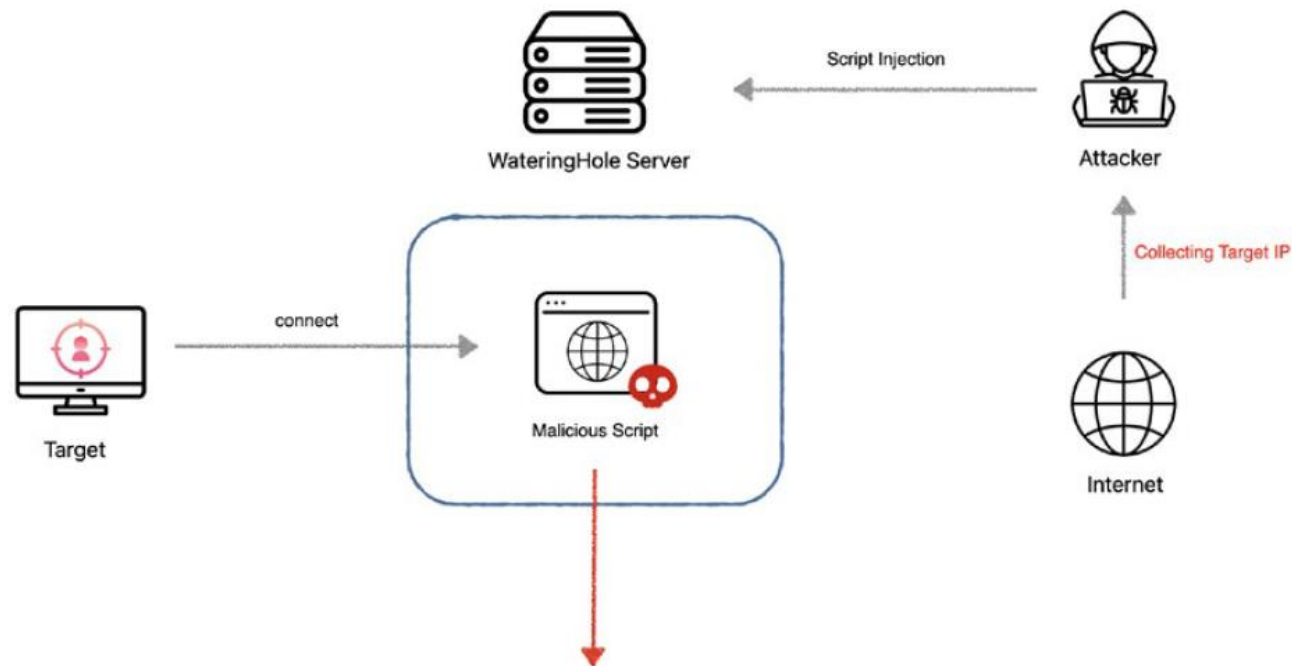 Script Injection
WateringHole Server
Attacker
Collecting Target IP
connect
Malicious Script
Target
Internet